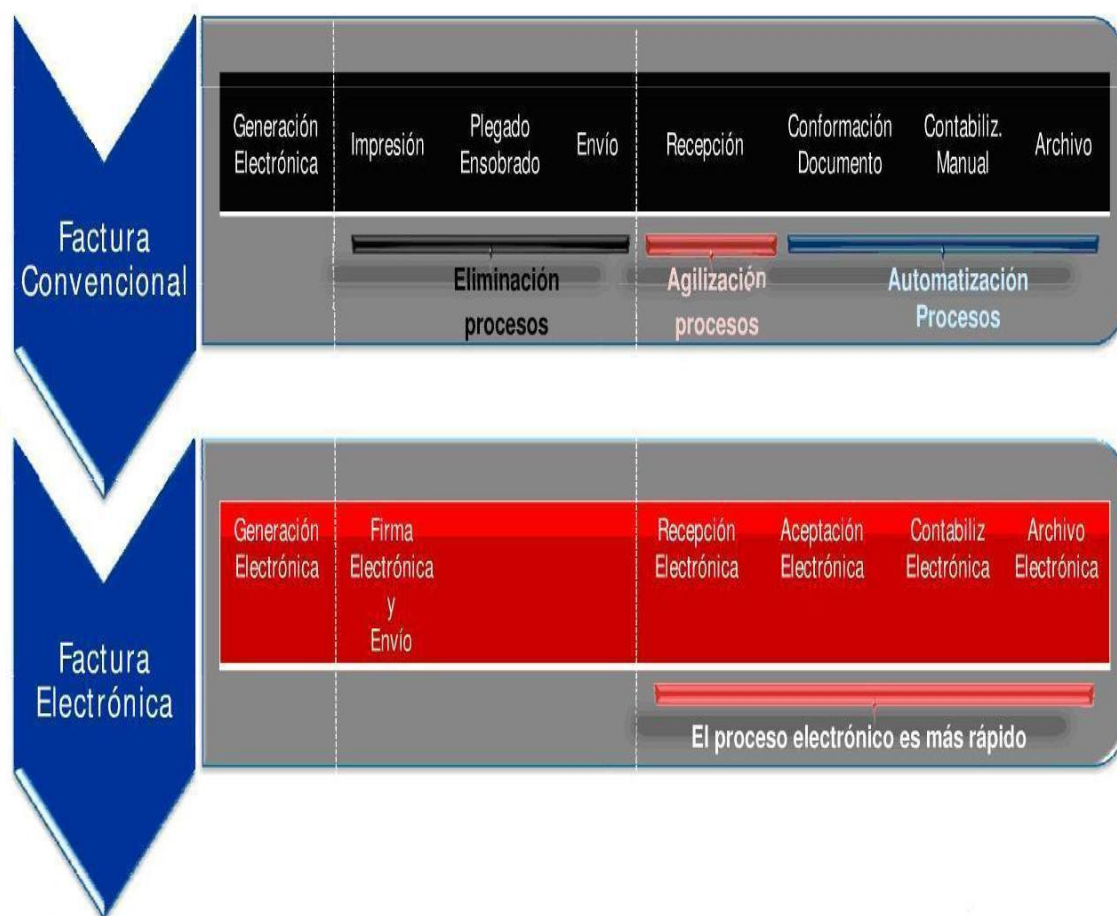 Factura
Convencional
Generación
Electrónica
Impresión
Plegado
Ensobrado
Envío
Recepción
Conformación
Documento
Contabiliz.
Manual
Archivo
Eliminación
procesos
Agilización
procesos
Automatización
Procesos
Factura
Electrónica
Generación
Electrónica
Firma
Electrónica
y
Envío
Recepción
Electrónica
Aceptación
Electrónica
Contabiliz
Electrónica
Archivo
Electrónica
El proceso electrónico es más rápido